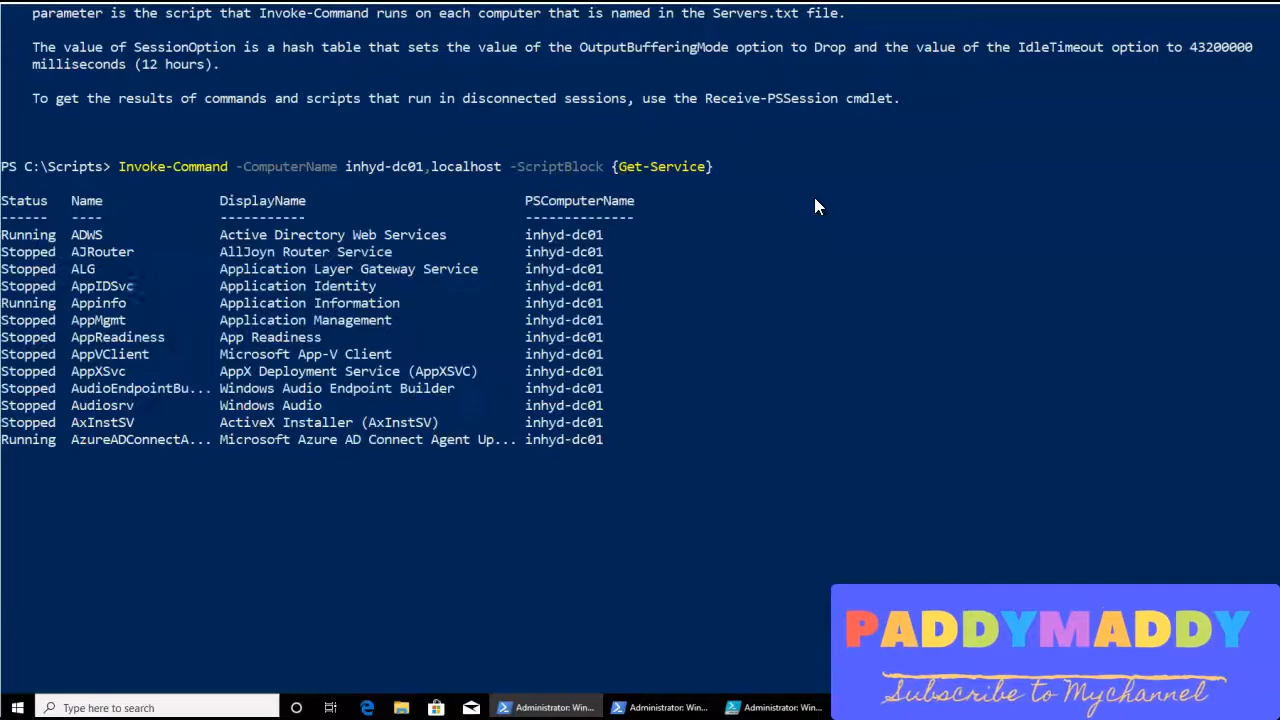 parameter is the script that Invoke-Command runs on each computer that is named in the Servers.txt file.
The value of SessionOption is a hash table that sets the value of the OutputBufferingMode option to Drop and the value of the IdleTimeout option to 43200000
milliseconds (12 hours).
To get the results of commands and scripts that run in disconnected sessions, use the Receive-PSSession cmdlet.
PS C:\Scripts> Invoke-Command -ComputerName inhyd-dc01,localhost -ScriptBlock {Get-Service}
Status Name DisplayName PSComputerName
------ ---- ----------- --------------
Running ADWS Active Directory Web Services inhyd-dc01
Stopped AJRouter AllJoyn Router Service inhyd-dc01
Stopped ALG Application Layer Gateway Service inhyd-dc01
Stopped AppIDSvc Application Identity inhyd-dc01
Running Appinfo Application Information inhyd-dc01
Stopped AppMgmt Application Management inhyd-dc01
Stopped AppReadiness App Readiness inhyd-dc01
Stopped AppVClient Microsoft App-V Client inhyd-dc01
Stopped AppXSvc AppX Deployment Service (AppXSVC) inhyd-dc01
Stopped AudioEndpointBu... Windows Audio Endpoint Builder inhyd-dc01
Stopped Audiosrv Windows Audio inhyd-dc01
Stopped AxInstSV ActiveX Installer (AxInstSV) inhyd-dc01
Running AzureADConnectA... Microsoft Azure AD Connect Agent Up... inhyd-dc01
PADDYMADDY
Subscribe to Mychannel
Type here to search Administrator: Win... Administrator: Win... Administrator: Win...